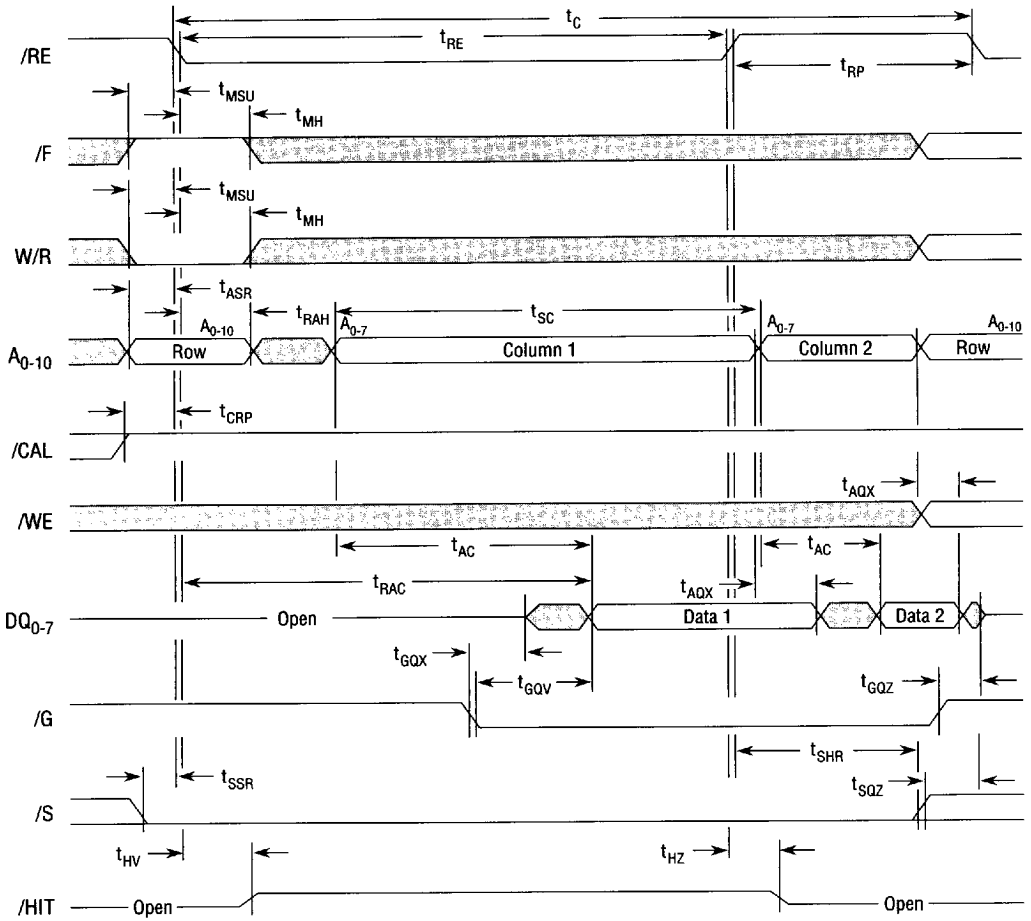 tC
/RE
tRE
tRP
tMSU
tMH
/F
tMSU
tMH
W/R
tASR
tRAH
tSC
A0-10
A0-10
Row
A0-7
Column 1
A0-7
Column 2
A0-10
Row
tCRP
/CAL
tAQX
/WE
tAC
tAC
tRAC
tAQX
DQ0-7
Open
Data 1
Data 2
tGQX
tGQV
tGQZ
/G
tSHR
tSSR
tSQZ
/S
tHV
tHZ
/HIT
Open
Open